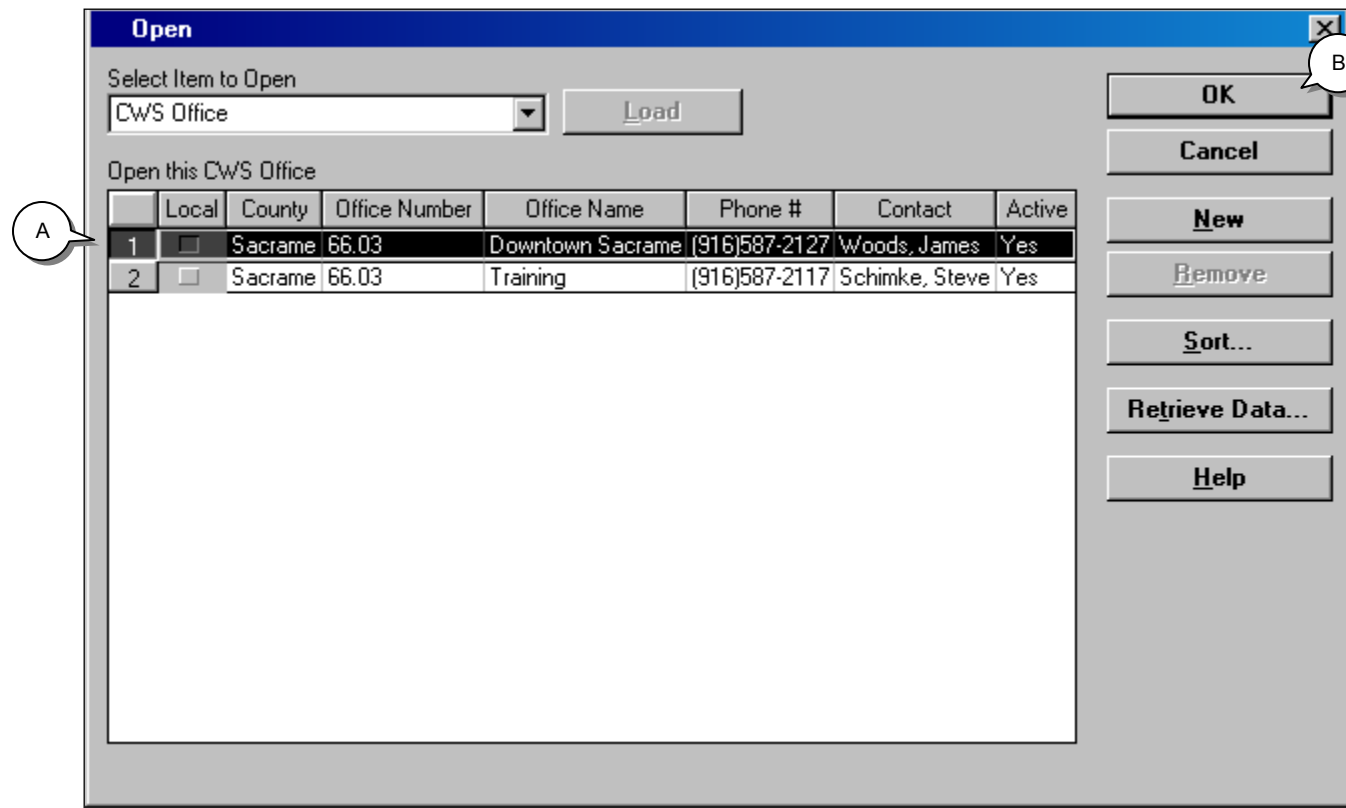 Open
B
Select Item to Open
CWS Office
Load
OK
Cancel
Open this CWS Office
Local County Office Number Office Name Phone # Contact Active
New
A
1 Sacrame 66.03 Downtown Sacrame (916)587-2127 Woods, James Yes
2 Sacrame 66.03 Training (916)587-2117 Schimke, Steve Yes
Remove
Sort...
Retrieve Data...
Help